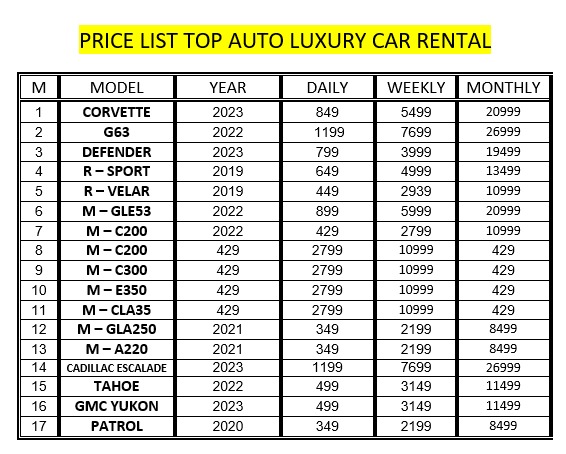 PRICE LIST TOP AUTO LUXURY CAR RENTAL
M MODEL YEAR DAILY WEEKLY MONTHLY
1 CORVETTE 2023 849 5499 20999
2 G63 2022 1199 7699 26999
3 DEFENDER 2023 799 3999 19499
4 R – SPORT 2019 649 4999 13499
5 R – VELAR 2019 449 2939 10999
6 M – GLE53 2022 899 5999 20999
7 M – C200 2022 429 2799 10999
8 M – C200 429 2799 10999 429
9 M – C300 429 2799 10999 429
10 M – E350 429 2799 10999 429
11 M – CLA35 429 2799 10999 429
12 M – GLA250 2021 349 2199 8499
13 M – A220 2021 349 2199 8499
14 CADILLAC ESCALADE 2023 1199 7699 26999
15 TAHOE 2022 499 3149 11499
16 GMC YUKON 2023 499 3149 11499
17 PATROL 2020 349 2199 8499